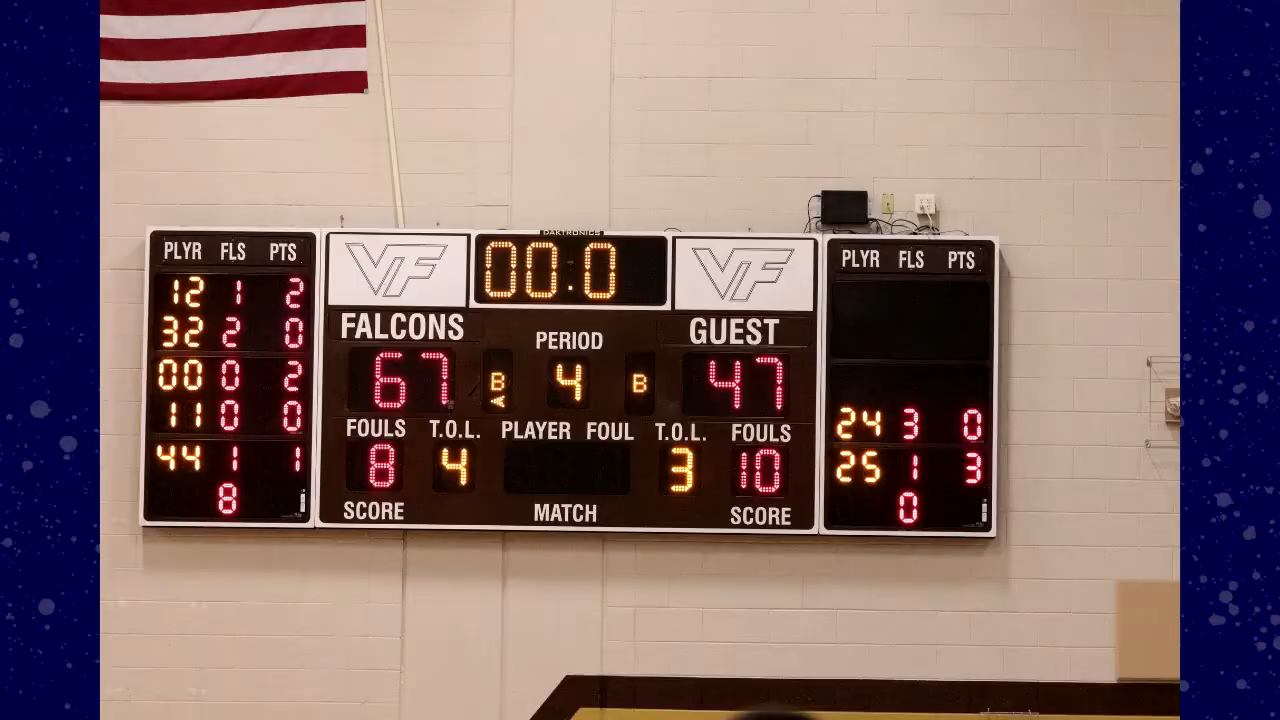 DAKTRONICS
PLYR FLS PTS
12 1 2
32 2 0
00 0 2
11 0 0
44 1 1
8
VF
00.0
VF
FALCONS
PERIOD
GUEST
67
B
A
4
B
47
FOULS T.O.L. PLAYER FOUL T.O.L. FOULS
8 4 3 10
SCORE MATCH SCORE
PLYR FLS PTS
24 3 0
25 1 3
0